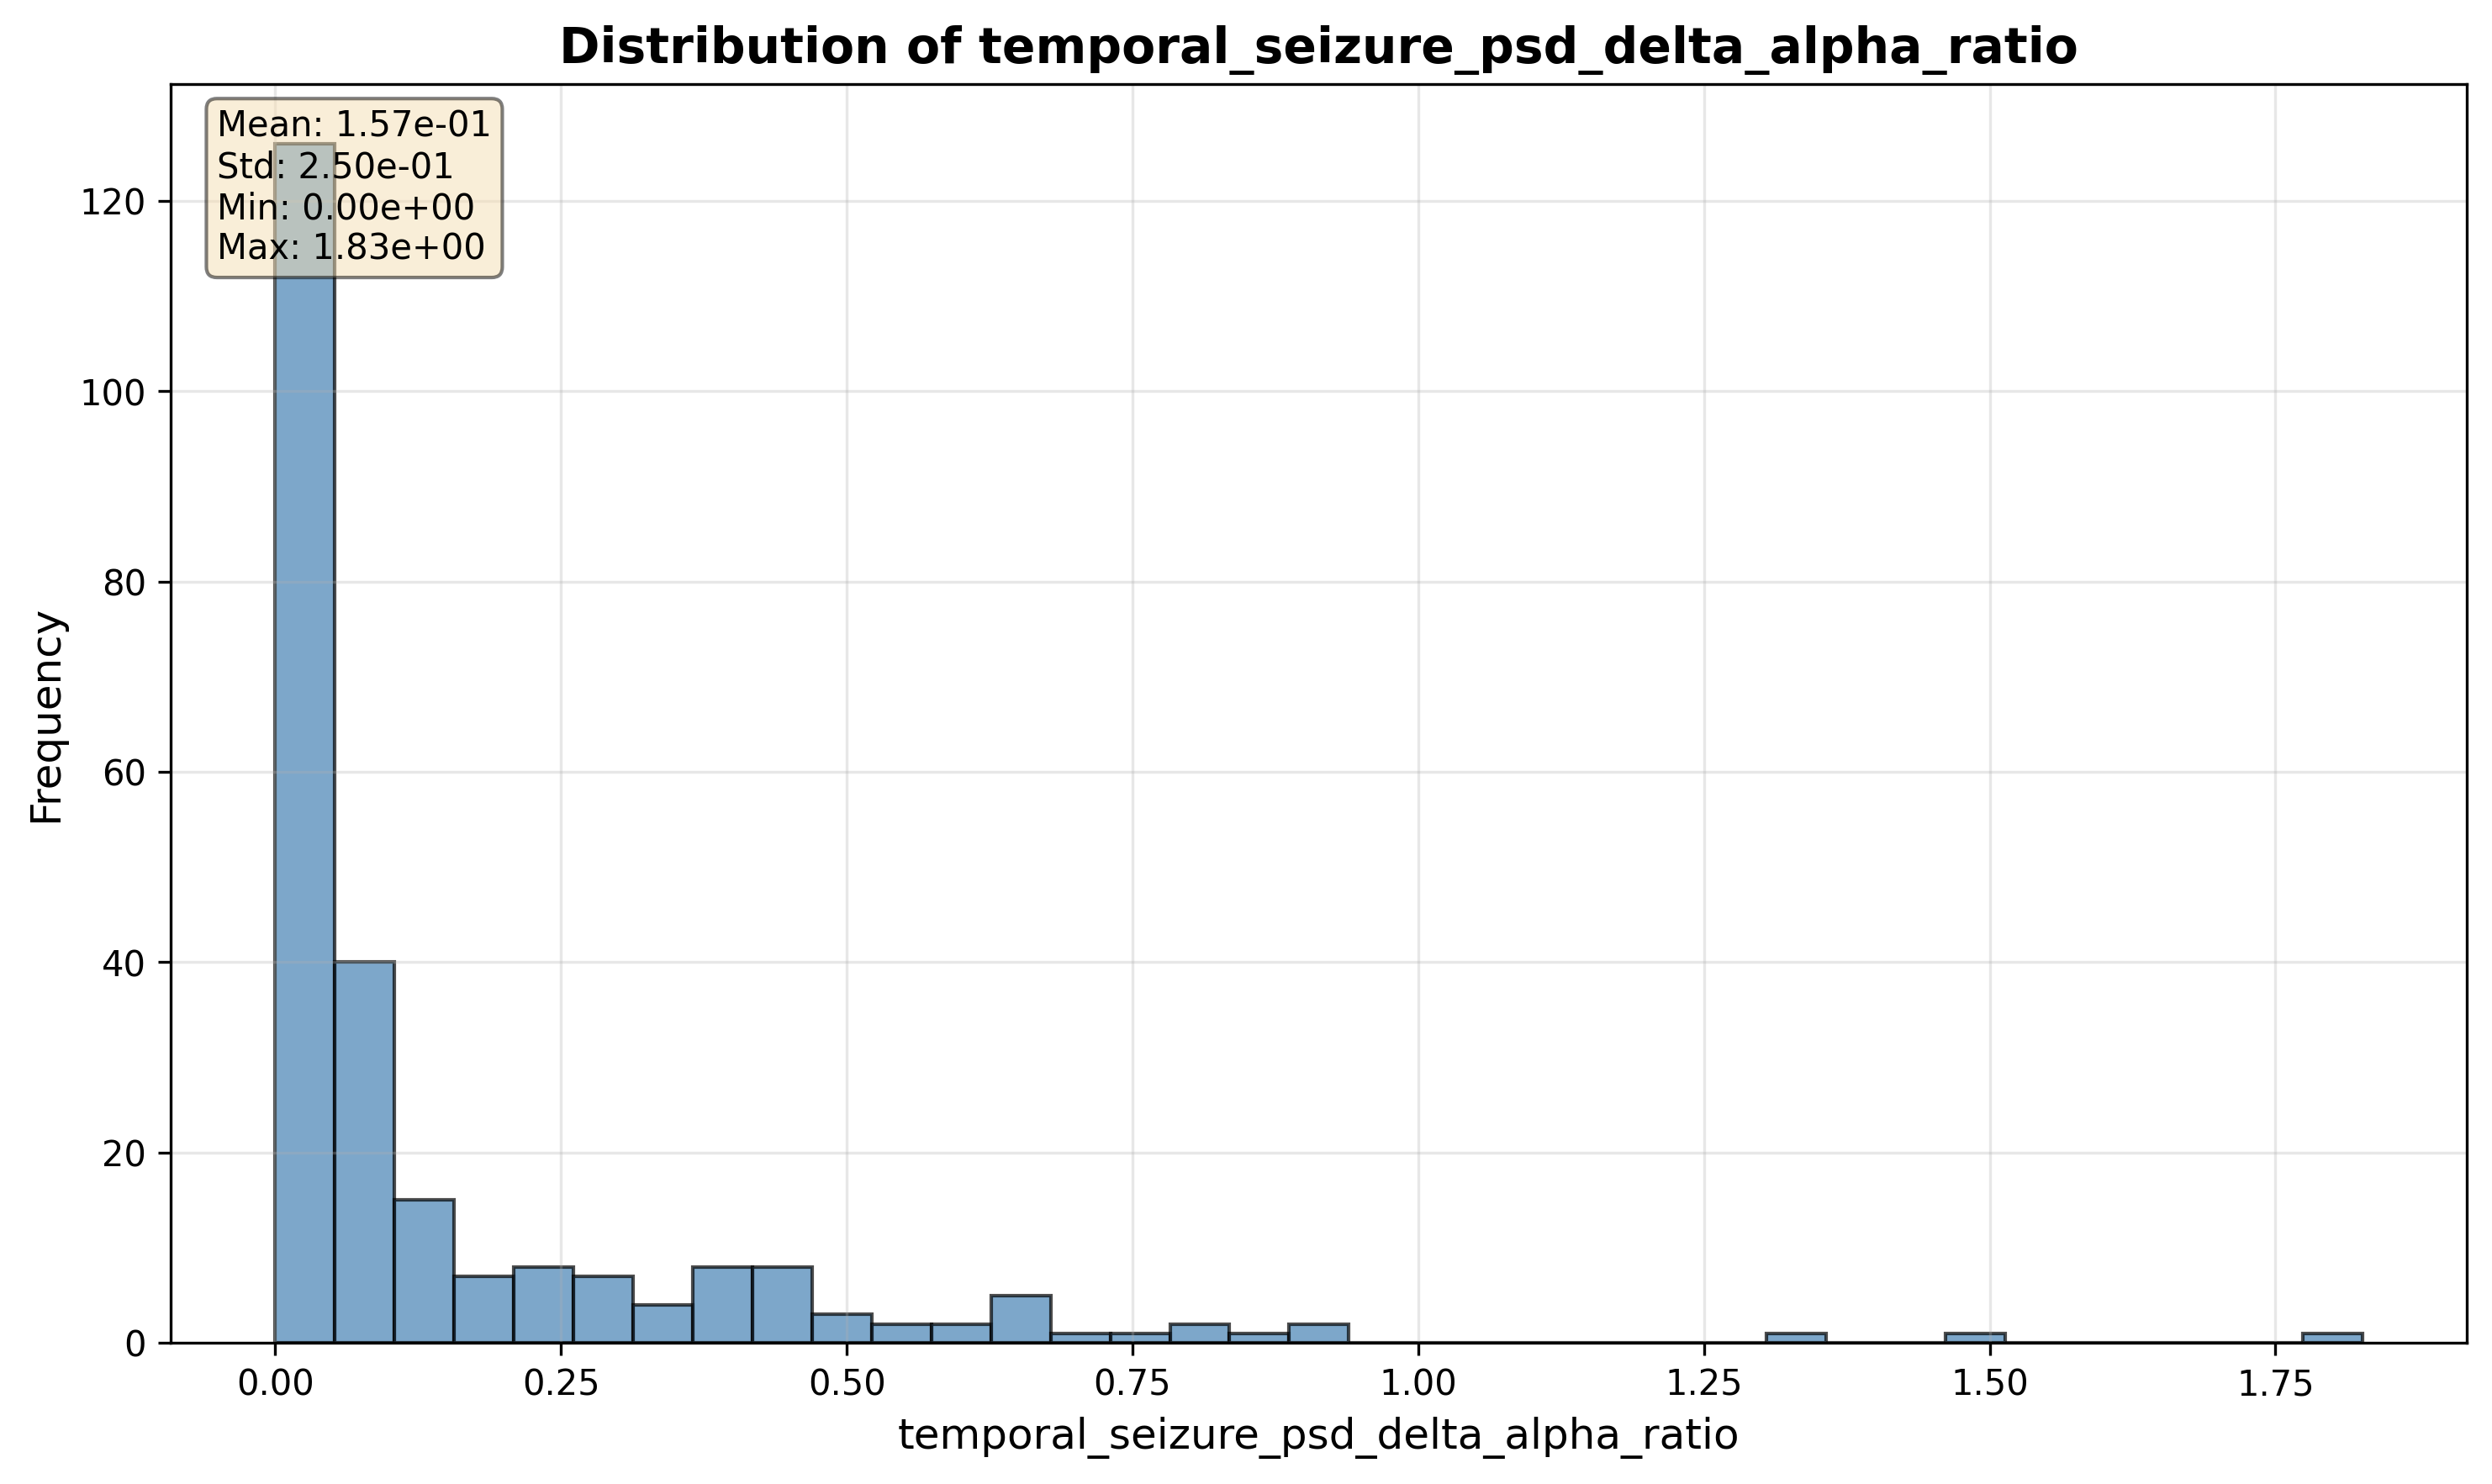 Distribution of temporal_seizure_psd_delta_alpha_ratio
Mean: 1.57e-01
Std: 2.50e-01
Min: 0.00e+00
Max: 1.83e+00
120
100
80
60
40
20
0
Frequency
0.00 0.25 0.50 0.75 1.00 1.25 1.50 1.75
temporal_seizure_psd_delta_alpha_ratio